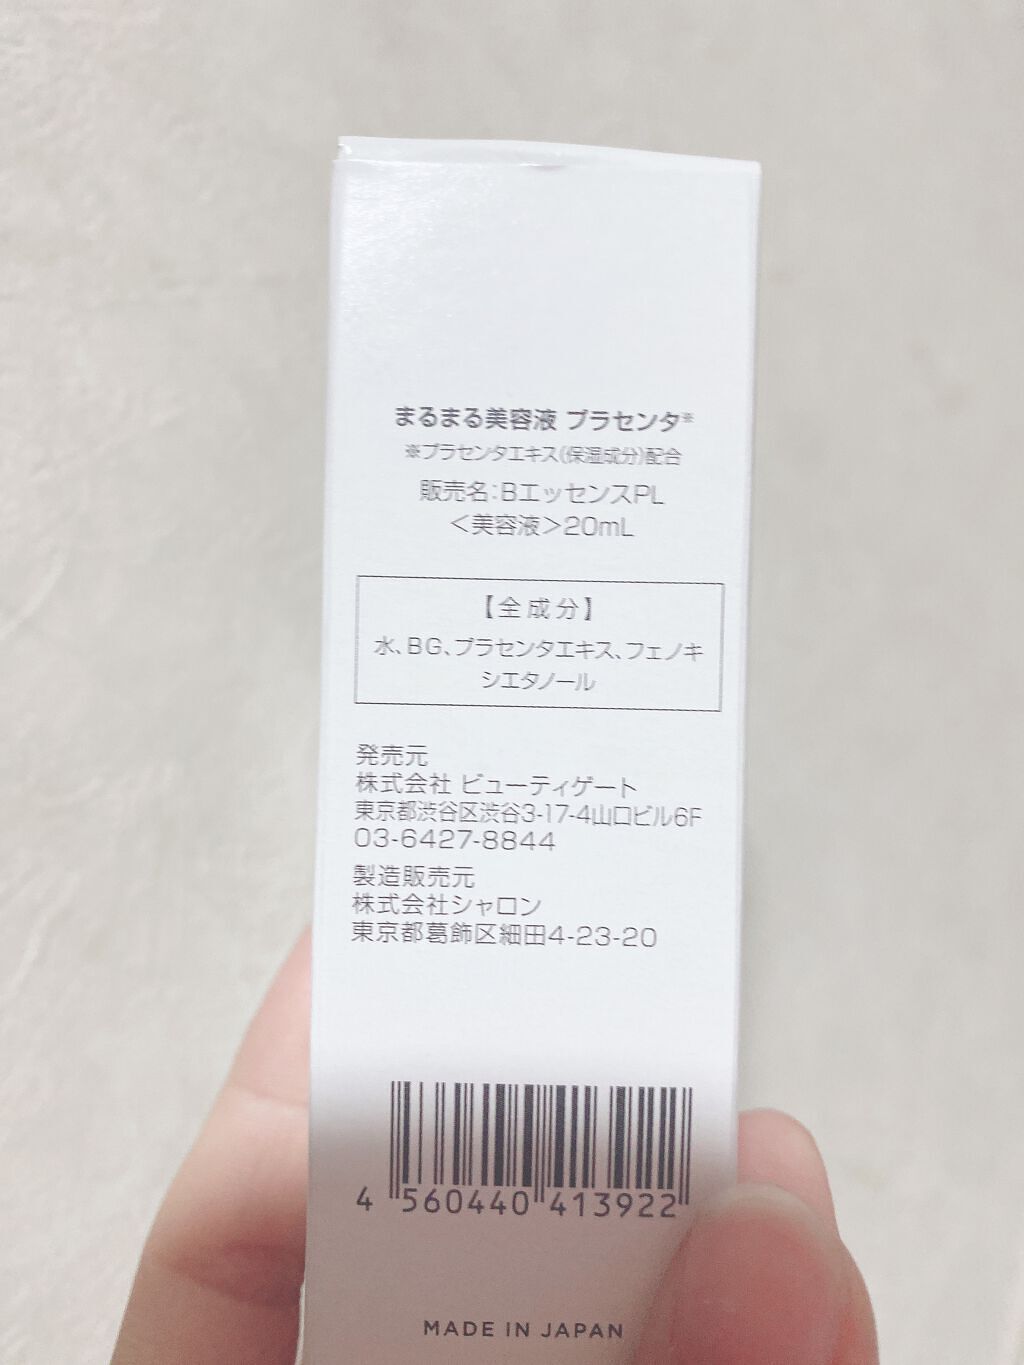 まるまる美容液 プラセンタ※
※プラセンタエキス(保湿成分)配合
販売名:BエッセンスPL
<美容液>20mL
【全成分】
水、BG、プラセンタエキス、フェノキ
シエタノール
発売元
株式会社 ビューティゲート
東京都渋谷区渋谷3-17-4山口ビル6F
03-6427-8844
製造販売元
株式会社シャロン
東京都葛飾区細田4-23-20
4 560440 413922
MADE IN JAPAN